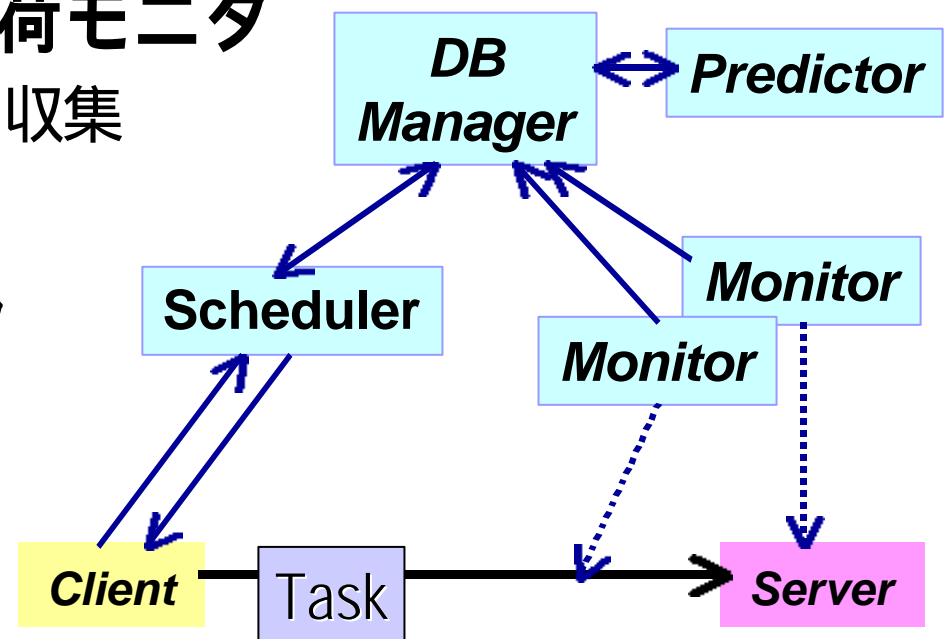 荷モニタ
収集
DB
Manager
Predictor
Scheduler
Monitor
Monitor
Client
Task
Server